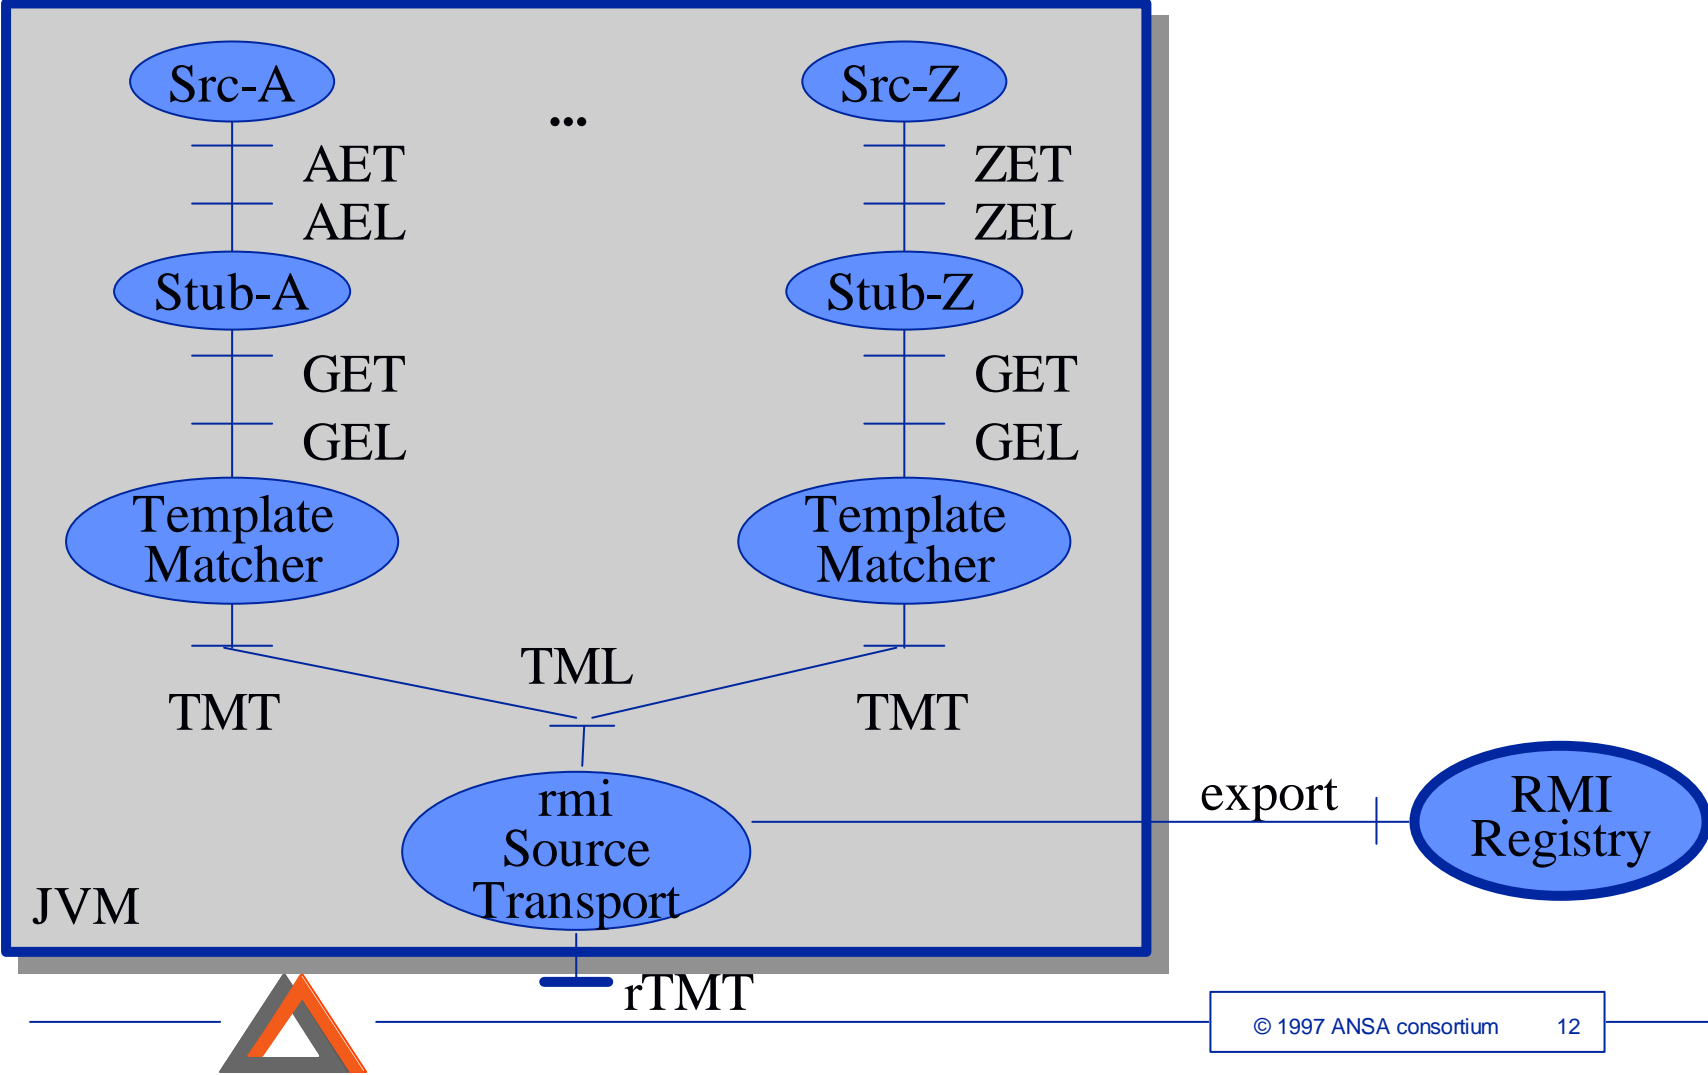 Src-A
Src-Z
...
AET
ZET
AEL
ZEL
Stub-A
Stub-Z
GET
GET
GEL
GEL
Template
Matcher
Template
Matcher
TML
TMT
TMT
rmi
Source
Transport
export
RMI
Registry
JVM
rTMT
© 1997 ANSA consortium 12